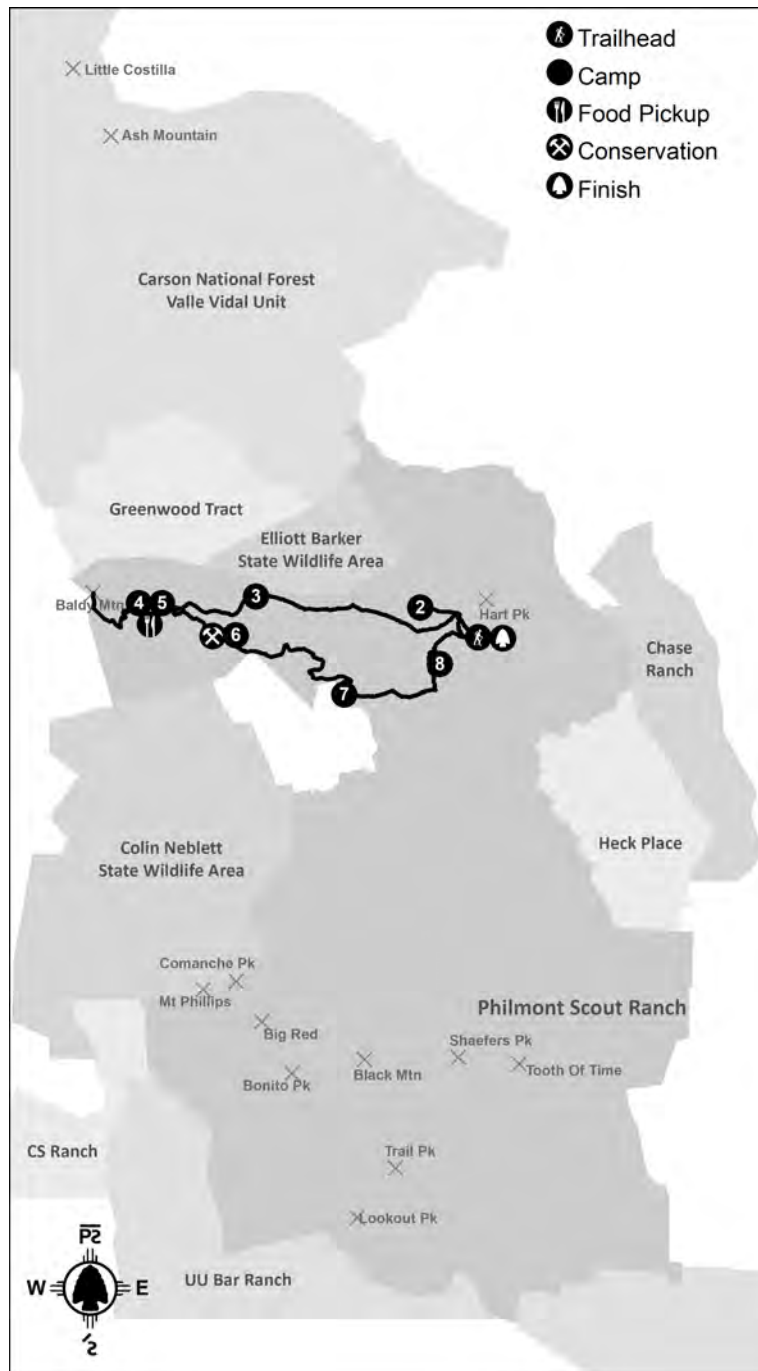 Trailhead
Camp
Food Pickup
Conservation
Finish
Little Costilla
Ash Mountain
Carson National Forest
Valle Vidal Unit
Greenwood Tract
Elliott Barker
State Wildlife Area
Baldy Mtn
4
5
3
2
Hart Pk
6
8
7
Chase
Ranch
Colin Neblett
State Wildlife Area
Heck Place
Comanche Pk
Mt Phillips
Philmont Scout Ranch
Big Red
Shaefers Pk
Black Mtn
Tooth Of Time
Bonito Pk
CS Ranch
Trail Pk
Lookout Pk
UU Bar Ranch
W
E